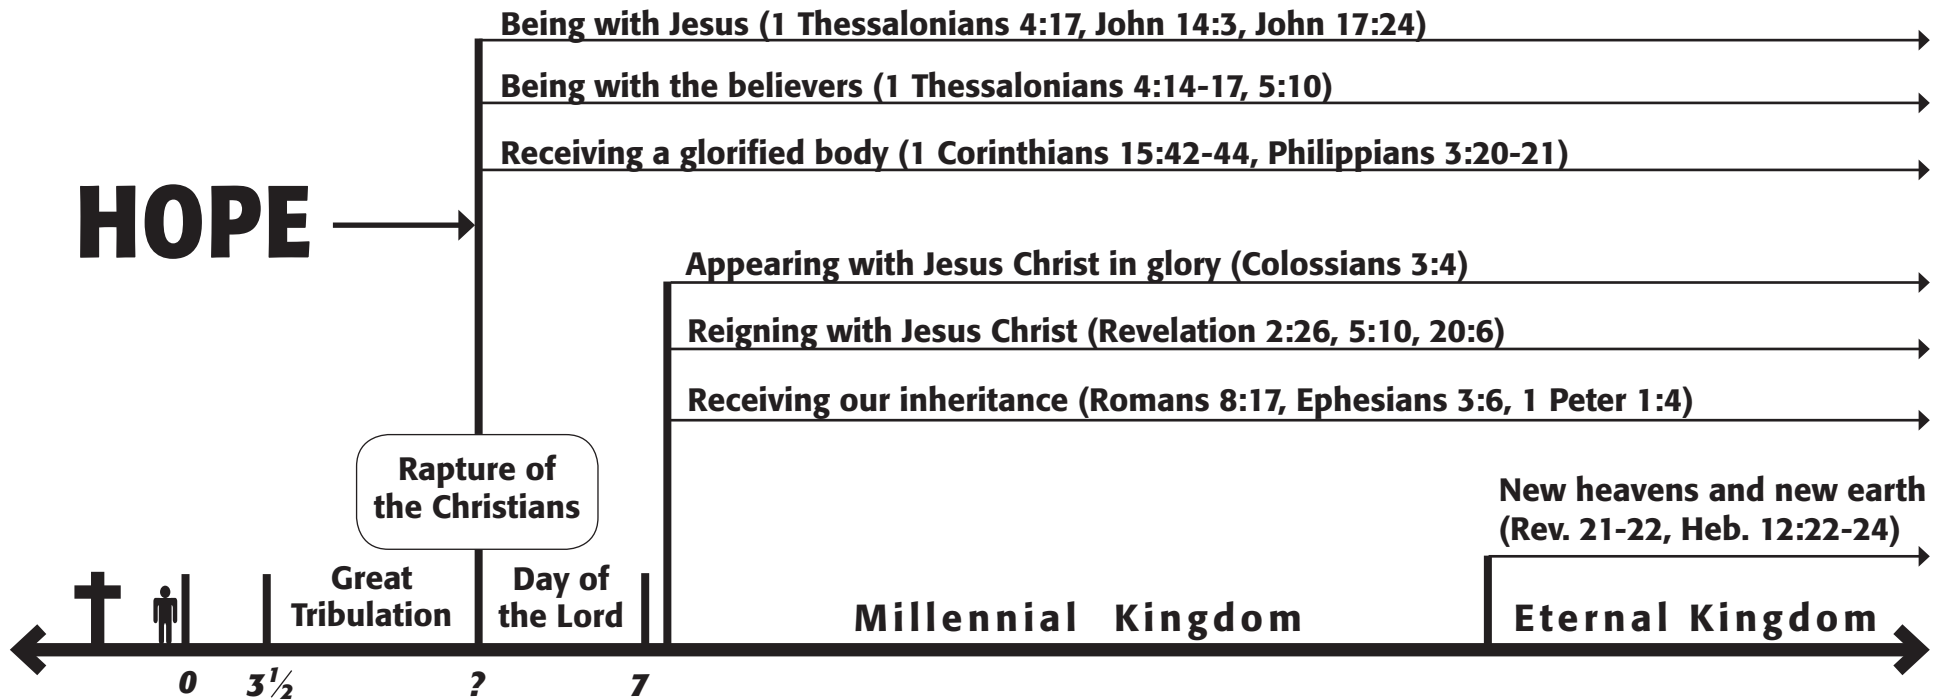 Being with Jesus (1 Thessalonians 4:17, John 14:3, John 17:24)
Being with the believers (1 Thessalonians 4:14-17, 5:10)
Receiving a glorified body (1 Corinthians 15:42-44, Philippians 3:20-21)
HOPE
Appearing with Jesus Christ in glory (Colossians 3:4)
Reigning with Jesus Christ (Revelation 2:26, 5:10, 20:6)
Receiving our inheritance (Romans 8:17, Ephesians 3:6, 1 Peter 1:4)
Rapture of
the Christians
New heavens and new earth
(Rev. 21-22, Heb. 12:22-24)
Great
Tribulation
Day of
the Lord
Millennial Kingdom
Eternal Kingdom
0
3½
?
7